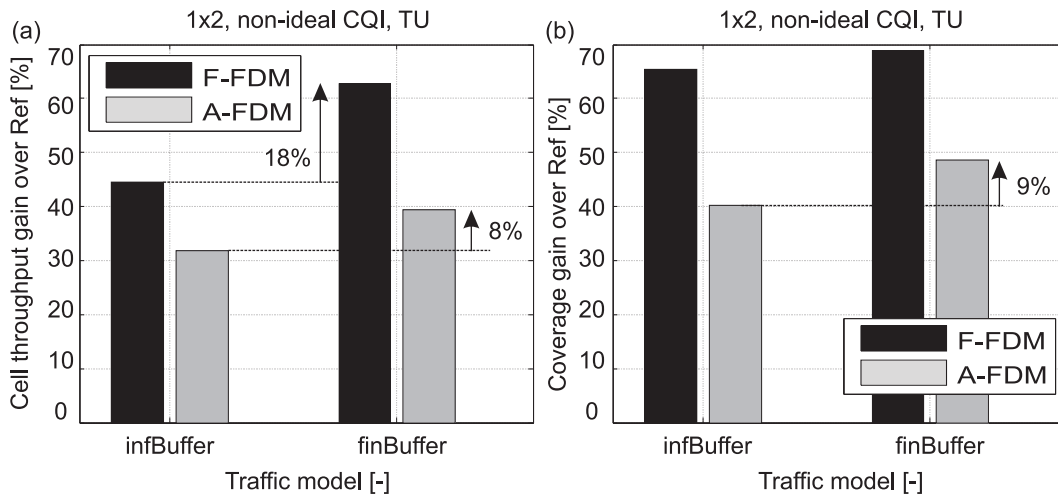 (a)
1x2, non-ideal CQI, TU
Cell throughput gain over Ref [%]
70
60
50
40
30
20
10
0
F-FDM
A-FDM
18%
8%
infBuffer
finBuffer
Traffic model [-]
(b)
1x2, non-ideal CQI, TU
Coverage gain over Ref [%]
70
60
50
40
30
20
10
0
9%
F-FDM
A-FDM
infBuffer
finBuffer
Traffic model [-]